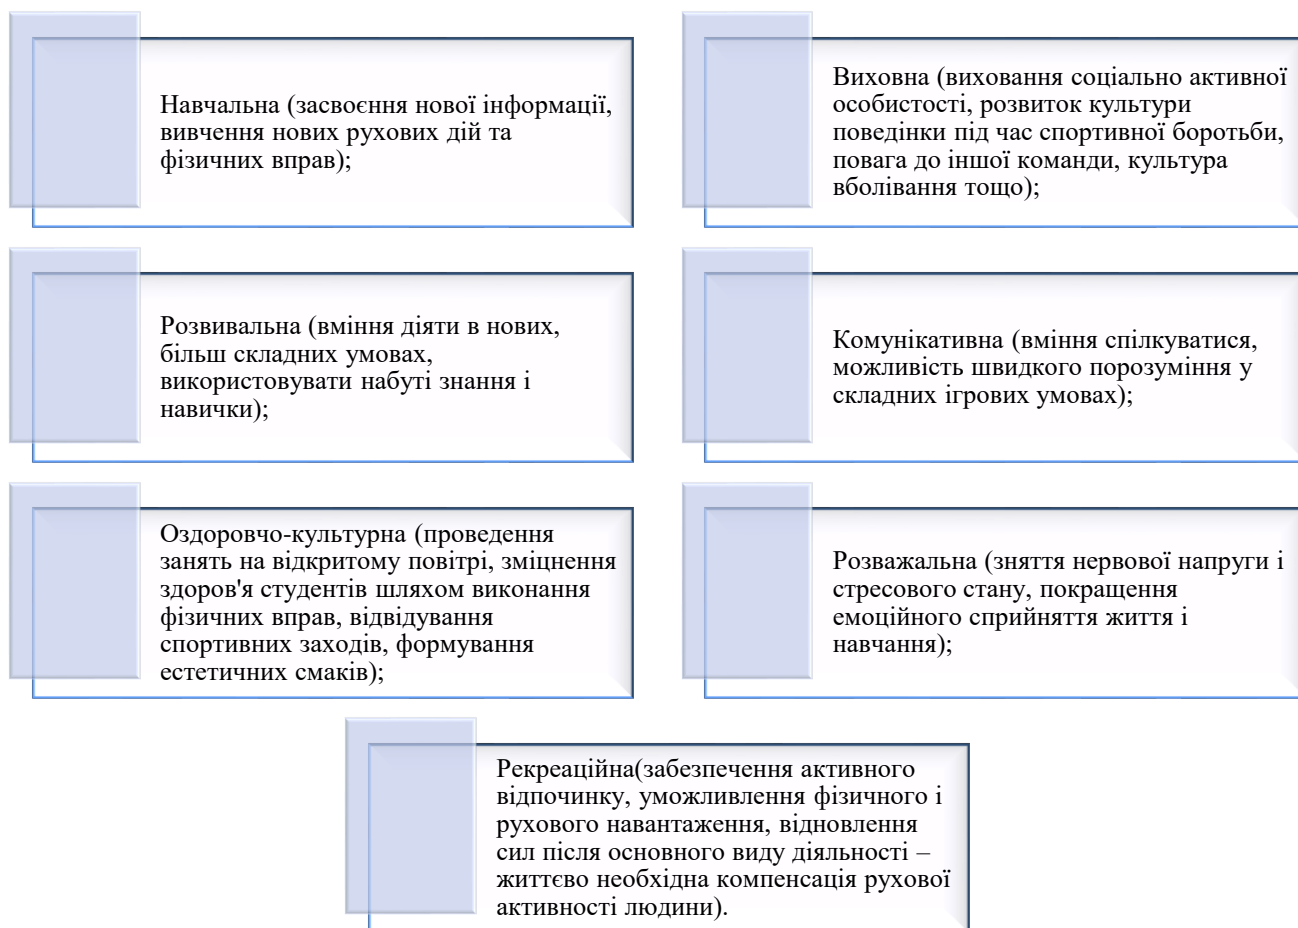 Навчальна (засвоєння нової інформації,
вивчення нових рухових дій та
фізичних вправ);
Виховна (виховання соціально активної
особистості, розвиток культури
поведінки під час спортивної боротьби,
повага до іншої команди, культура
вболівання тощо);
Розвивальна (вміння діяти в нових,
більш складних умовах,
використовувати набуті знання і
навички);
Комунікативна (вміння спілкуватися,
можливість швидкого порозуміння у
складних ігрових умовах);
Оздоровчо-культурна (проведення
занять на відкритому повітрі, зміцнення
здоров'я студентів шляхом виконання
фізичних вправ, відвідування
спортивних заходів, формування
естетичних смаків);
Розважальна (зняття нервової напруги і
стресового стану, покращення
емоційного сприйняття життя і
навчання);
Рекреаційна(забезпечення активного
відпочинку, уможливлення фізичного і
рухового навантаження, відновлення
сил після основного виду діяльності –
життєво необхідна компенсація рухової
активності людини).